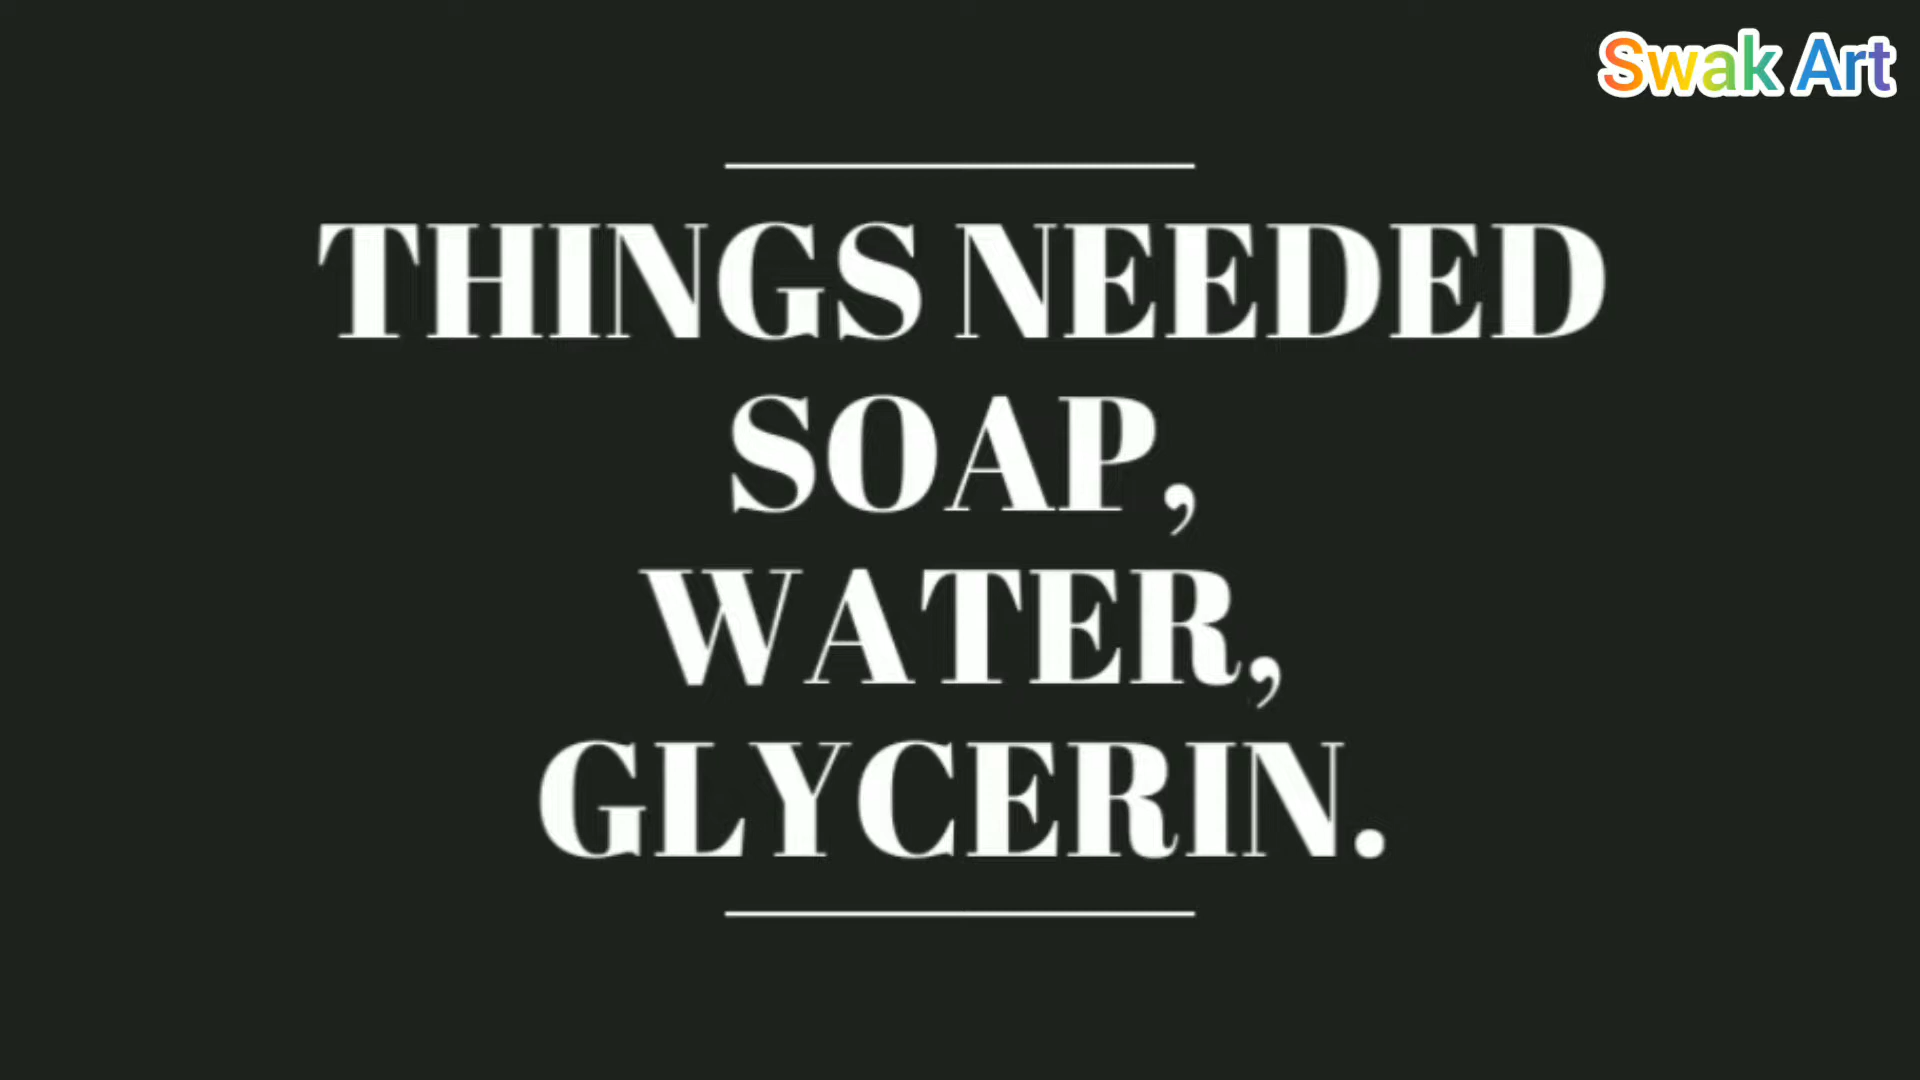 Swak Art
THINGS NEEDED
SOAP,
WATER,
GLYCERIN.